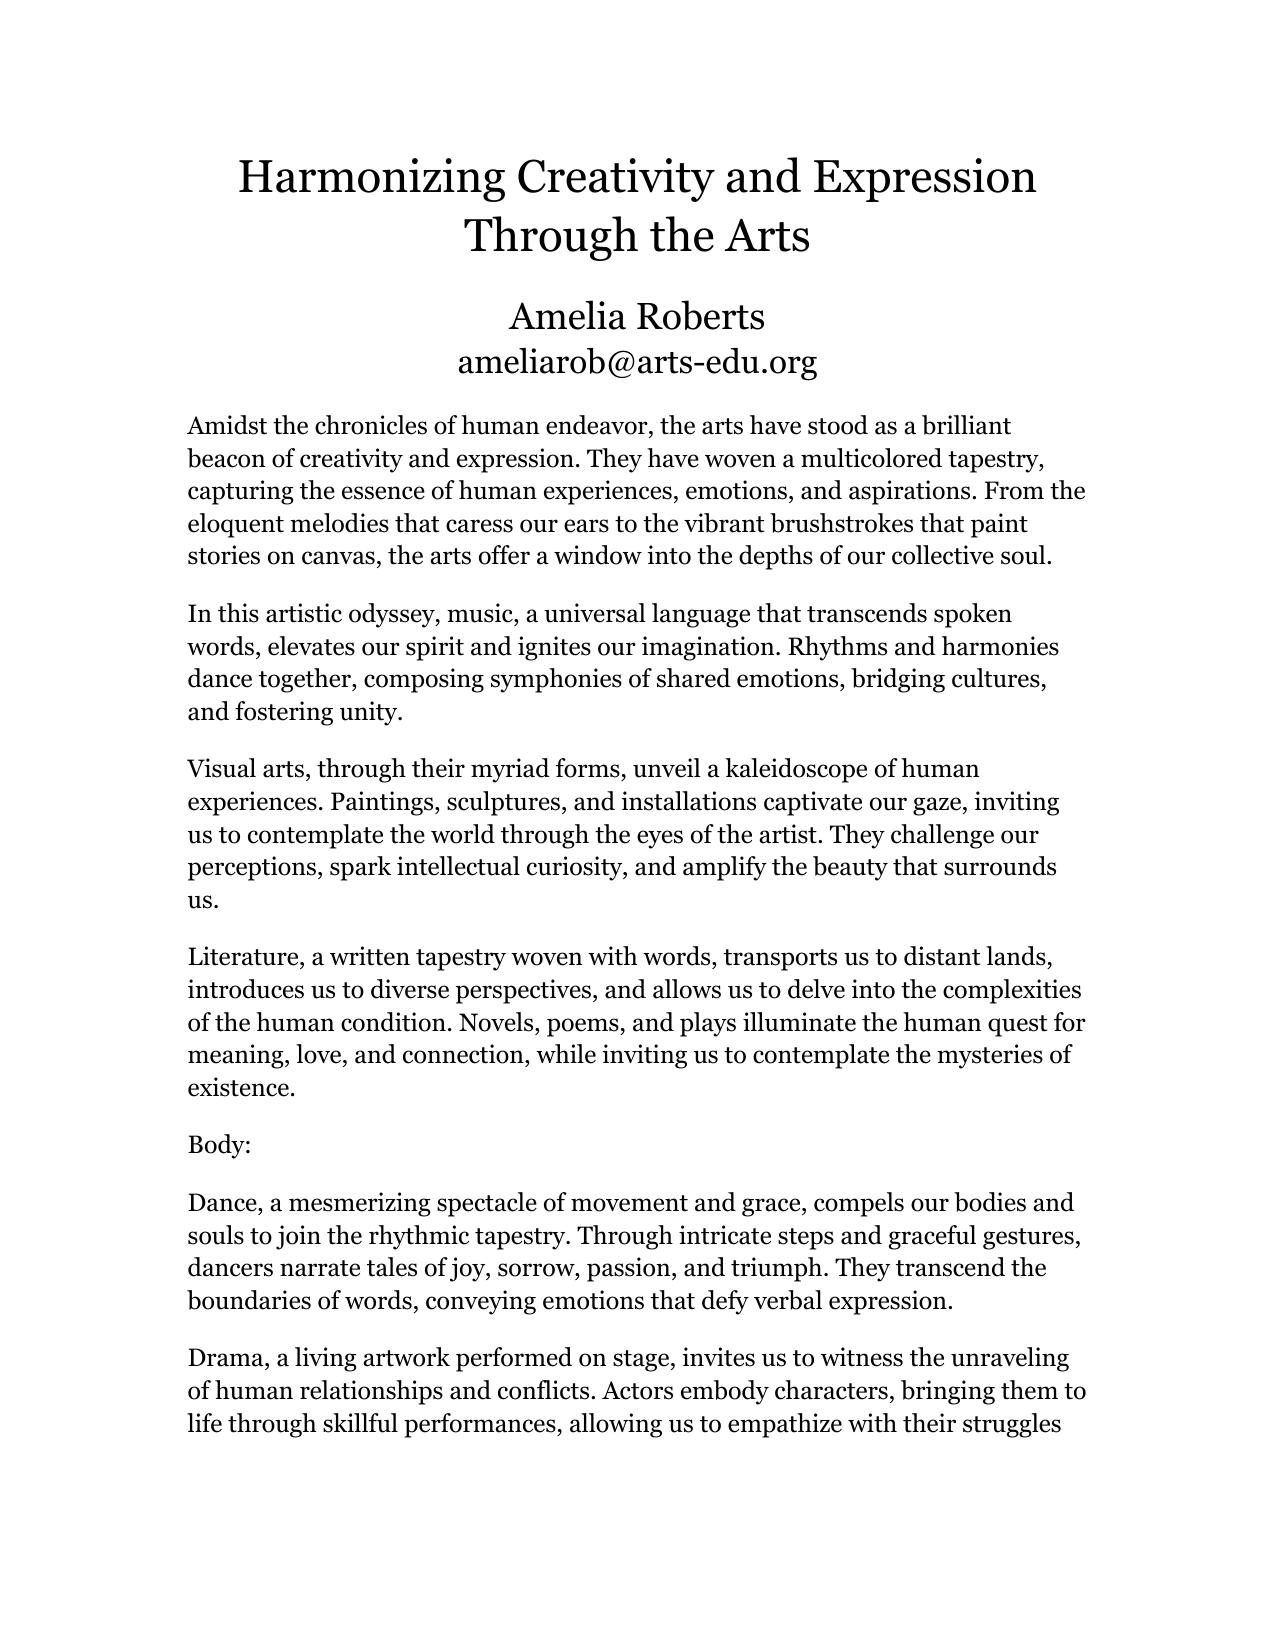 Harmonizing Creativity and Expression
Through the Arts
Amelia Roberts
ameliarob@arts-edu.org
Amidst the chronicles of human endeavor, the arts have stood as a brilliant
beacon of creativity and expression. They have woven a multicolored tapestry,
capturing the essence of human experiences, emotions, and aspirations. From the
eloquent melodies that caress our ears to the vibrant brushstrokes that paint
stories on canvas, the arts offer a window into the depths of our collective soul.
In this artistic odyssey, music, a universal language that transcends spoken
words, elevates our spirit and ignites our imagination. Rhythms and harmonies
dance together, composing symphonies of shared emotions, bridging cultures,
and fostering unity.
Visual arts, through their myriad forms, unveil a kaleidoscope of human
experiences. Paintings, sculptures, and installations captivate our gaze, inviting
us to contemplate the world through the eyes of the artist. They challenge our
perceptions, spark intellectual curiosity, and amplify the beauty that surrounds
us.
Literature, a written tapestry woven with words, transports us to distant lands,
introduces us to diverse perspectives, and allows us to delve into the complexities
of the human condition. Novels, poems, and plays illuminate the human quest for
meaning, love, and connection, while inviting us to contemplate the mysteries of
existence.
Body:
Dance, a mesmerizing spectacle of movement and grace, compels our bodies and
souls to join the rhythmic tapestry. Through intricate steps and graceful gestures,
dancers narrate tales of joy, sorrow, passion, and triumph. They transcend the
boundaries of words, conveying emotions that defy verbal expression.
Drama, a living artwork performed on stage, invites us to witness the unraveling
of human relationships and conflicts. Actors embody characters, bringing them to
life through skillful performances, allowing us to empathize with their struggles